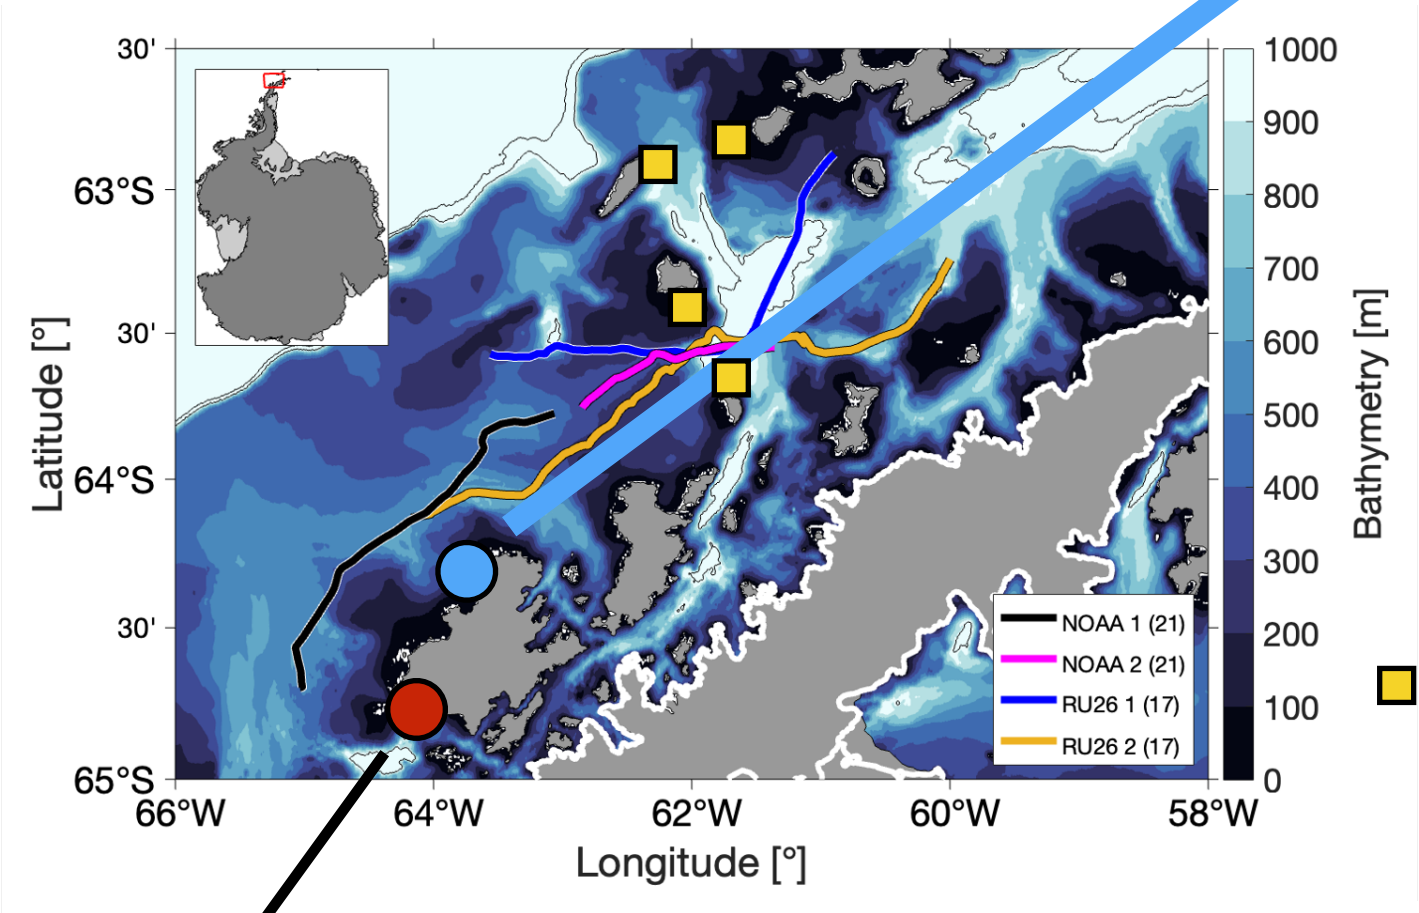 30'
63°S
30'
64°S
30'
65°S
66°W
64°W
62°W
60°W
58°W
Latitude [°]
Longitude [°]
1000
900
800
700
600
500
400
300
200
100
0
Bathymetry [m]
NOAA 1 (21)
NOAA 2 (21)
RU26 1 (17)
RU26 2 (17)